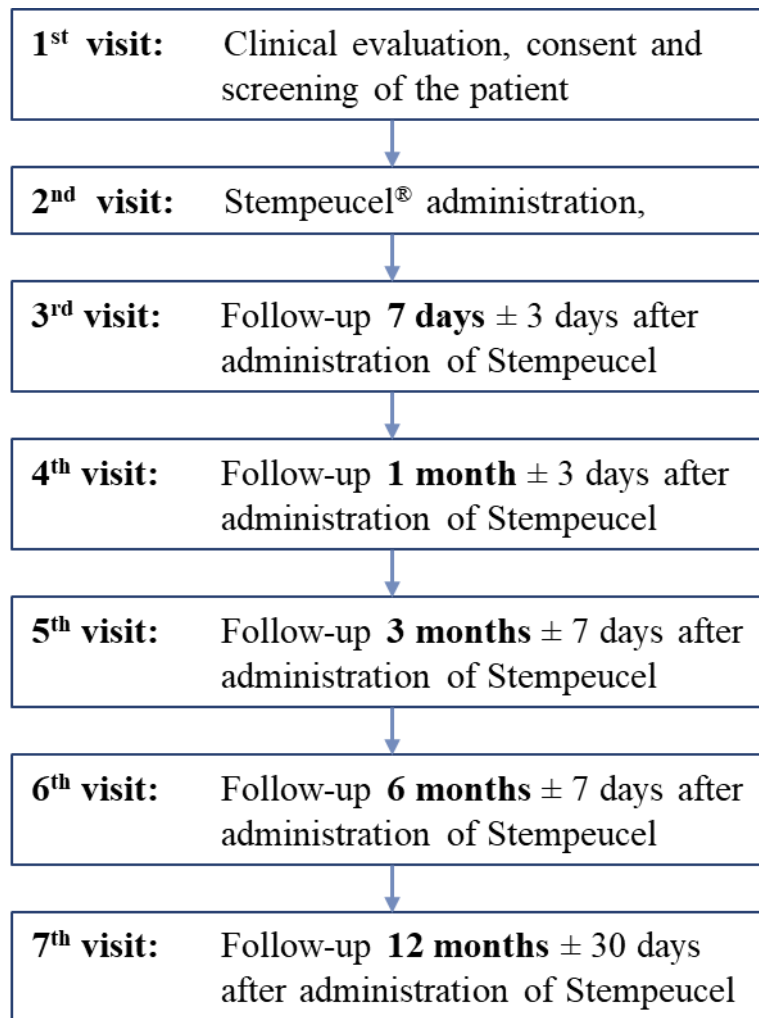 1st visit: Clinical evaluation, consent and
screening of the patient
2nd visit: Stempeucel® administration,
3rd visit: Follow-up 7 days ± 3 days after
administration of Stempeucel
4th visit: Follow-up 1 month ± 3 days after
administration of Stempeucel
5th visit: Follow-up 3 months ± 7 days after
administration of Stempeucel
6th visit: Follow-up 6 months ± 7 days after
administration of Stempeucel
7th visit: Follow-up 12 months ± 30 days
after administration of Stempeucel